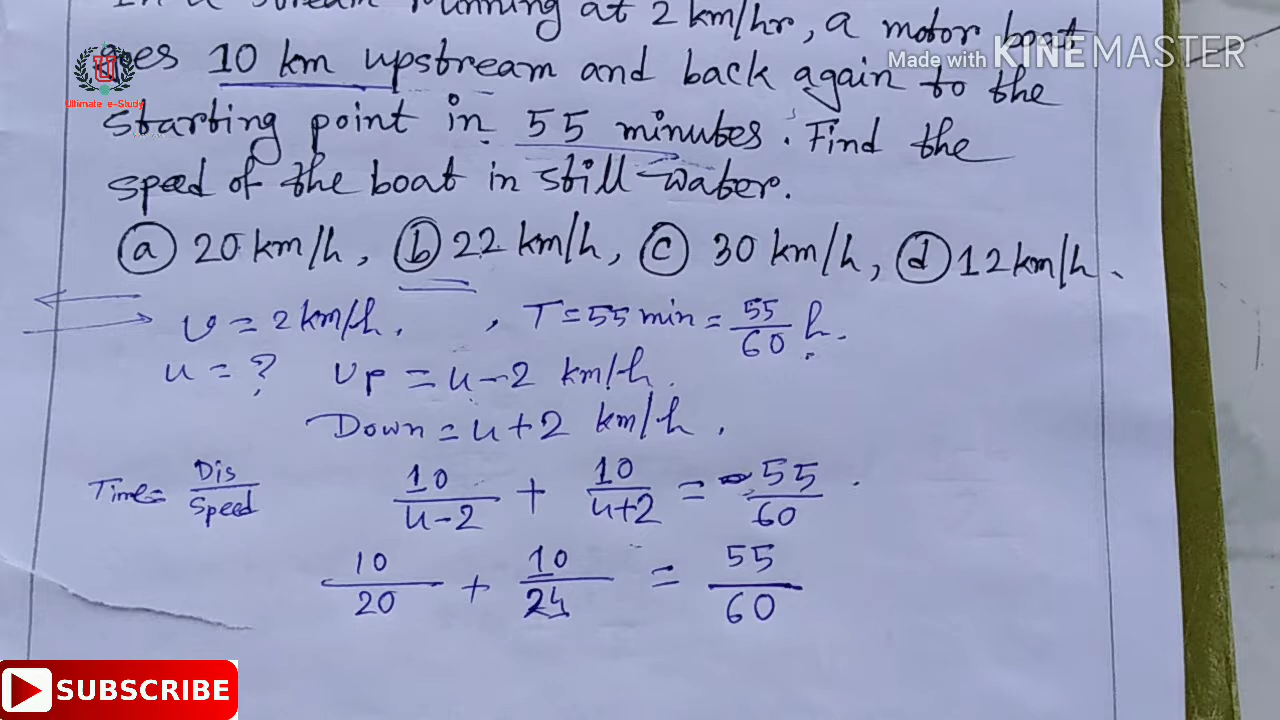 In a stream running at 2 km/hr, a motor boat
goes 10 km upstream and back again to the
starting point in 55 minutes. Find the
speed of the boat in still water.
(a) 20 km/h, (b) 22 km/h, (c) 30 km/h, (d) 12 km/h.
v = 2 km/h. , T = 55 min = 55/60 h.
u = ? Up = u-2 km/h.
Down = u+2 km/h.
Time = Dis/Speed 10/u-2 + 10/u+2 = 55/60
10/20 + 10/24 = 55/60
Made with KINEMASTER
U
Ultimate e-Study
SUBSCRIBE